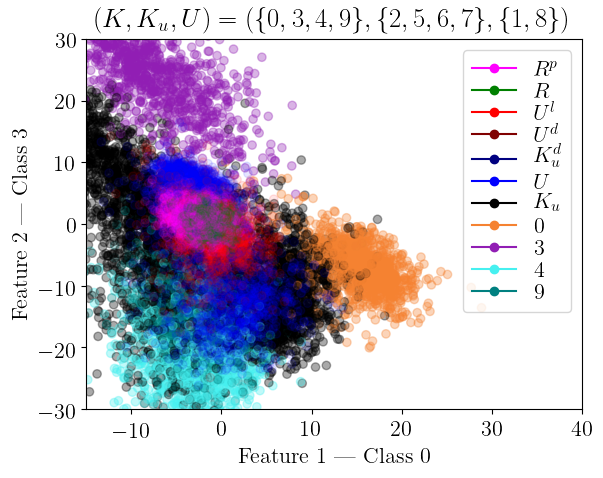 (K, K_u, U) = ({0, 3, 4, 9}, {2, 5, 6, 7}, {1, 8})
30
20
10
0
−10
−20
−30
Feature 2 — Class 3
−10
0
10
20
30
40
Feature 1 — Class 0
R^p
R
U^l
U^d
K_u^d
U
K_u
0
3
4
9